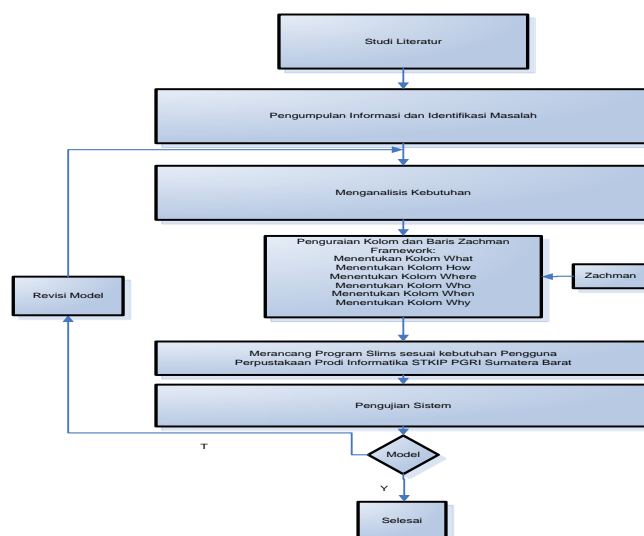 Studi Literatur
Pengumpulan Informasi dan Identifikasi Masalah
Menganalisis Kebutuhan
Penguraian Kolom dan Baris Zachman
Framework:
Menentukan Kolom What
Menentukan Kolom How
Menentukan Kolom Where
Menentukan Kolom Who
Menentukan Kolom When
Menentukan Kolom Why
Zachman
Revisi Model
Merancang Program Slims sesuai kebutuhan Pengguna
Perpustakaan Prodi Informatika STKIP PGRI Sumatera Barat
Pengujian Sistem
T
Model
Y
Selesai